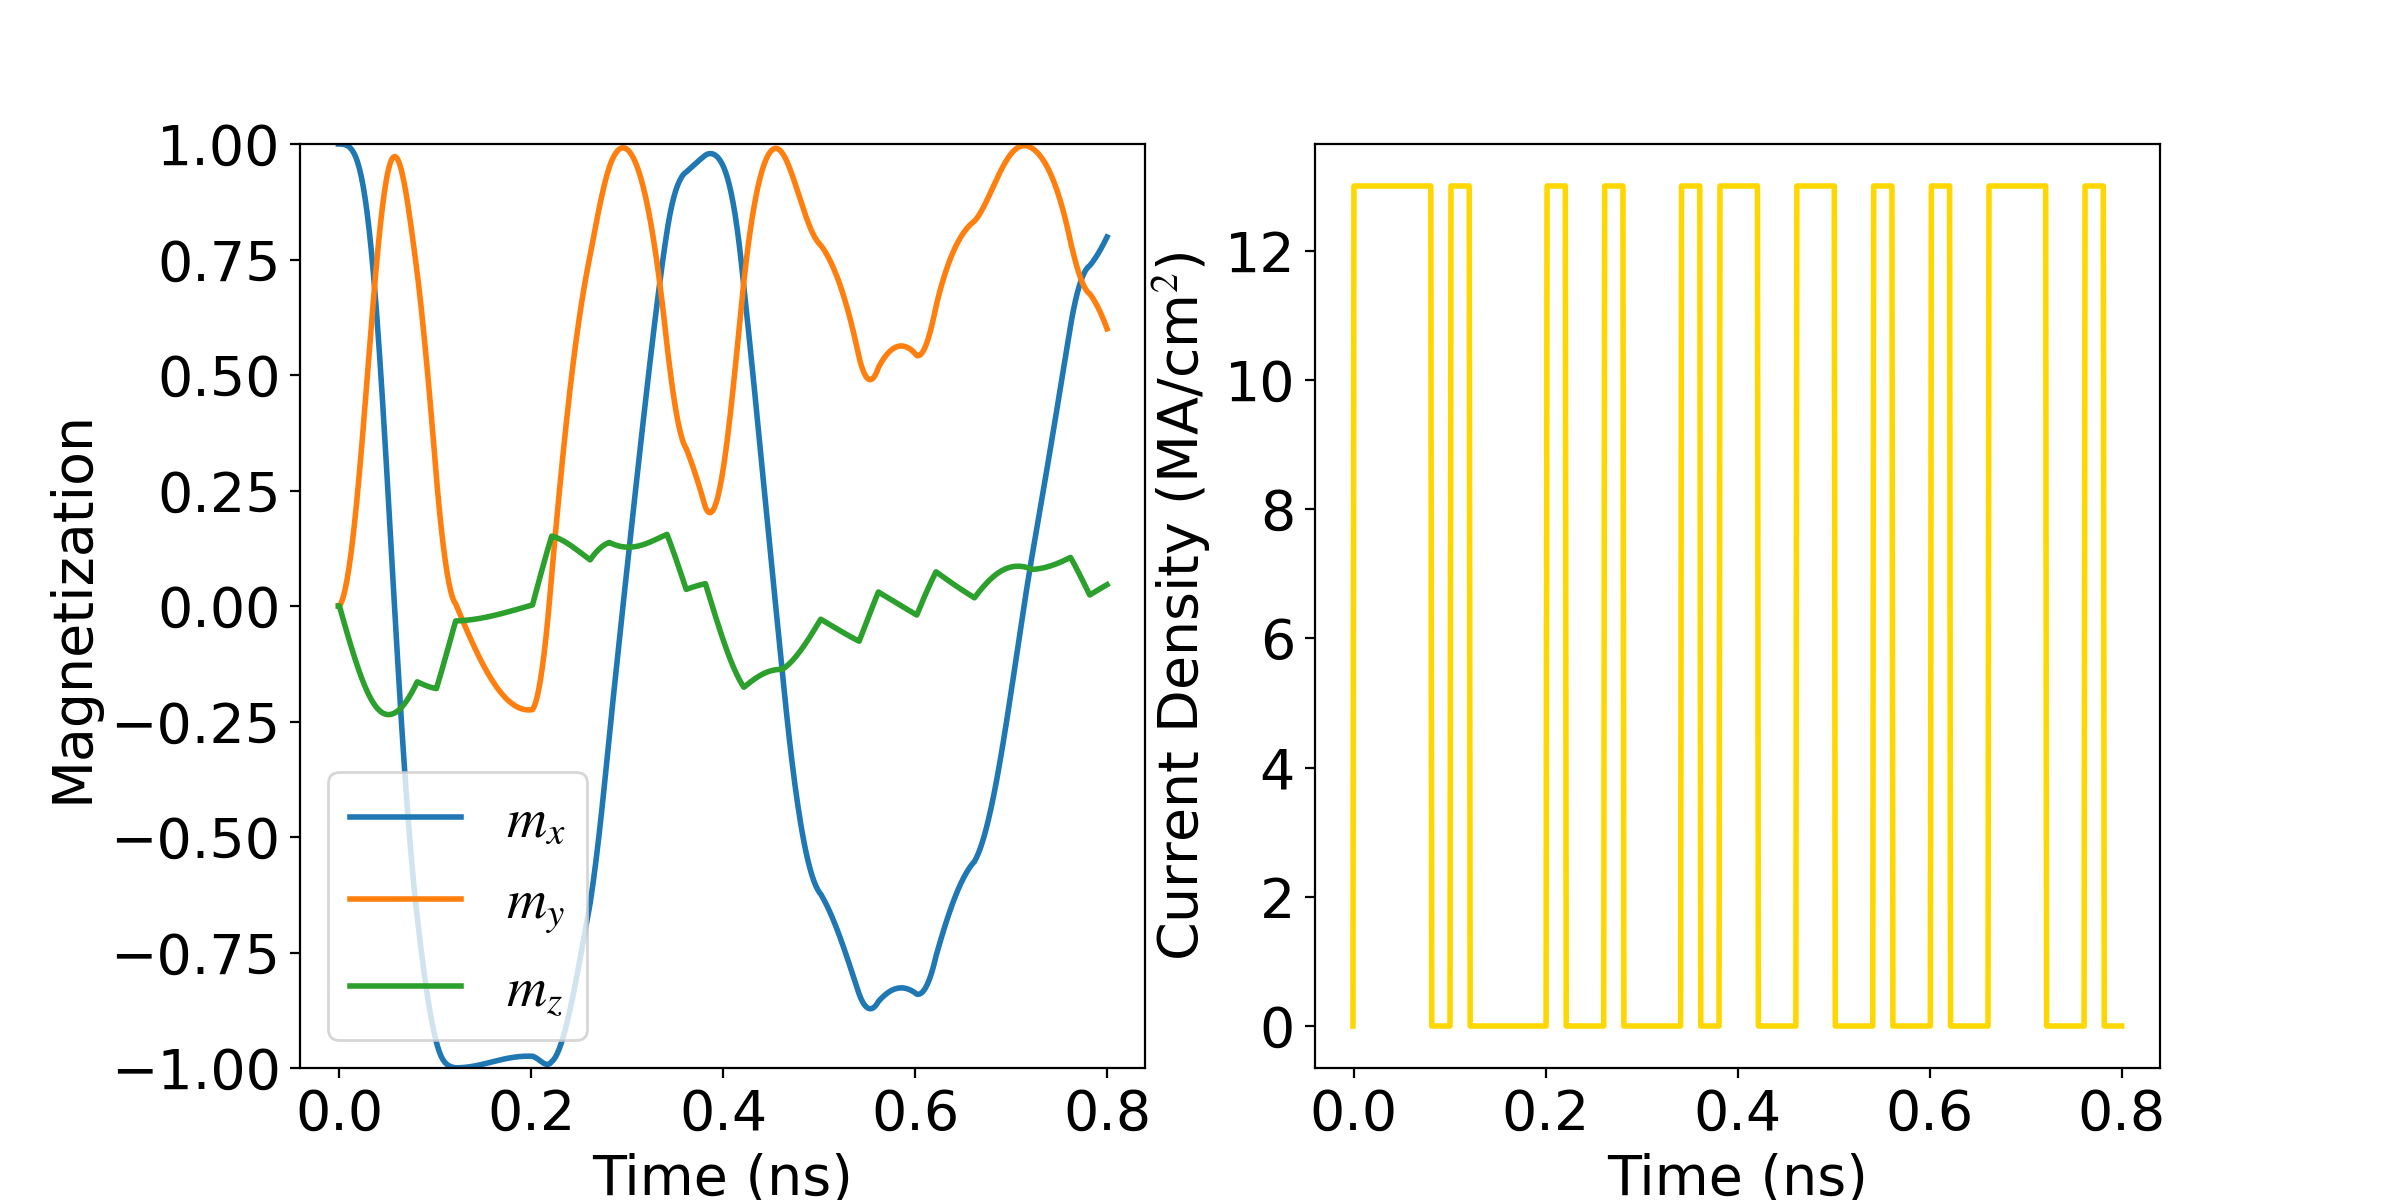 Magnetization
1.00
0.75
0.50
0.25
0.00
−0.25
−0.50
−0.75
−1.00
m_x
m_y
m_z
0.0 0.2 0.4 0.6 0.8
Time (ns)
Current Density (MA/cm²)
12
10
8
6
4
2
0
0.0 0.2 0.4 0.6 0.8
Time (ns)